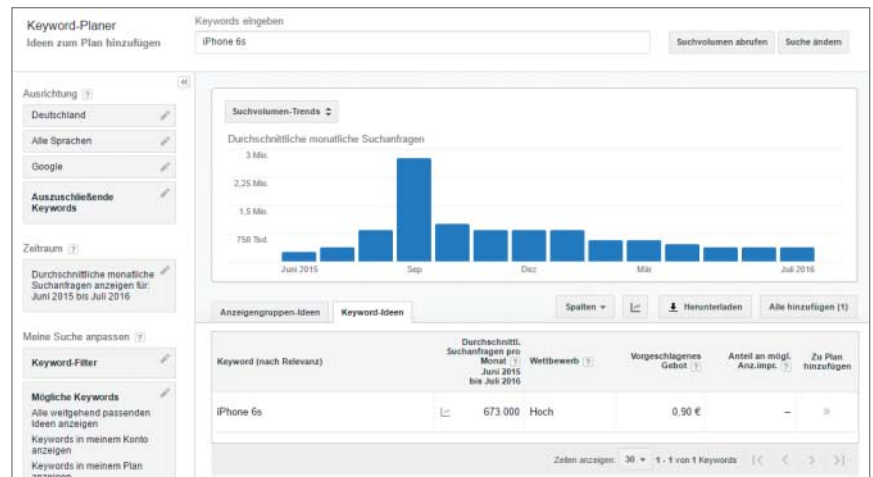 Keyword-Planer
Ideen zum Plan hinzufügen
Keywords eingeben
iPhone 6s
Suchvolumen abrufen
Suche ändern
Ausrichtung ?
Deutschland
Alle Sprachen
Google
Auszuschließende
Keywords
Zeitraum ?
Durchschnittliche monatliche
Suchanfragen anzeigen für:
Juni 2015 bis Juli 2016
Meine Suche anpassen ?
Keyword-Filter
Mögliche Keywords
Alle weitgehend passenden
Ideen anzeigen
Keywords in meinem Konto
anzeigen
Keywords in meinem Plan
anzeigen
Suchvolumen-Trends
Durchschnittliche monatliche Suchanfragen
3 Mio.
2,25 Mio.
1,5 Mio.
750 Tsd.
Juni 2015 Sep Dez Mär Juli 2016
Anzeigengruppen-Ideen
Keyword-Ideen
Spalten
Herunterladen
Alle hinzufügen (1)
Keyword (nach Relevanz)
Durchschnittl.
Suchanfragen pro
Monat ?
Juni 2015
bis Juli 2016
Wettbewerb ?
Vorgeschlagenes
Gebot ?
Anteil an mögl.
Anz.impr. ?
Zu Plan
hinzufügen
iPhone 6s 673.000 Hoch 0,90 € – »
Zeilen anzeigen: 30 1 - 1 von 1 Keywords |< < > >|